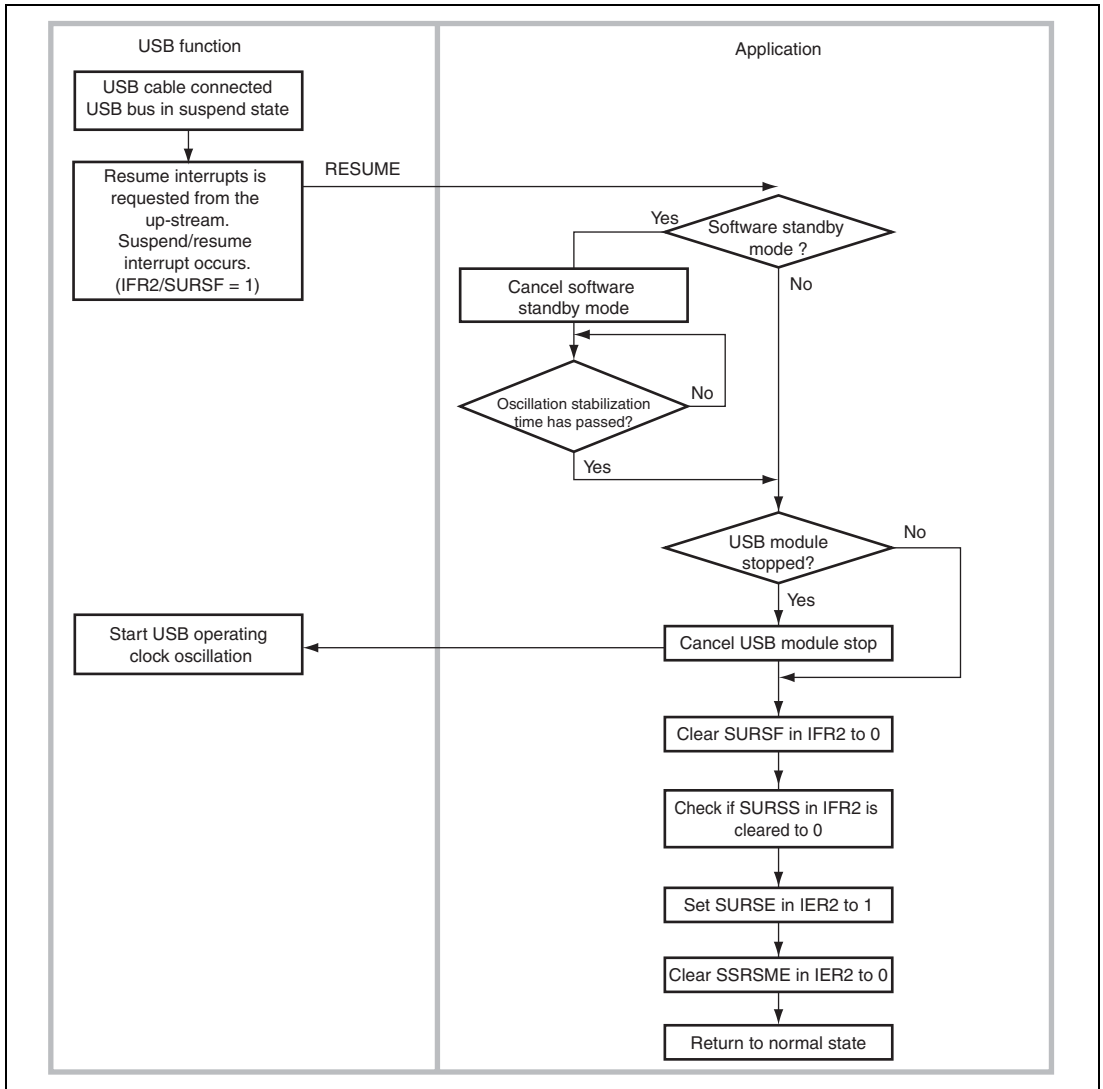 USB function
Application
USB cable connected
USB bus in suspend state
Resume interrupts is
requested from the
up-stream.
Suspend/resume
interrupt occurs.
(IFR2/SURSF = 1)
RESUME
Yes
Software standby
mode ?
No
Cancel software
standby mode
No
Oscillation stabilization
time has passed?
Yes
No
USB module
stopped?
Yes
Start USB operating
clock oscillation
Cancel USB module stop
Clear SURSF in IFR2 to 0
Check if SURSS in IFR2 is
cleared to 0
Set SURSE in IER2 to 1
Clear SSRSME in IER2 to 0
Return to normal state